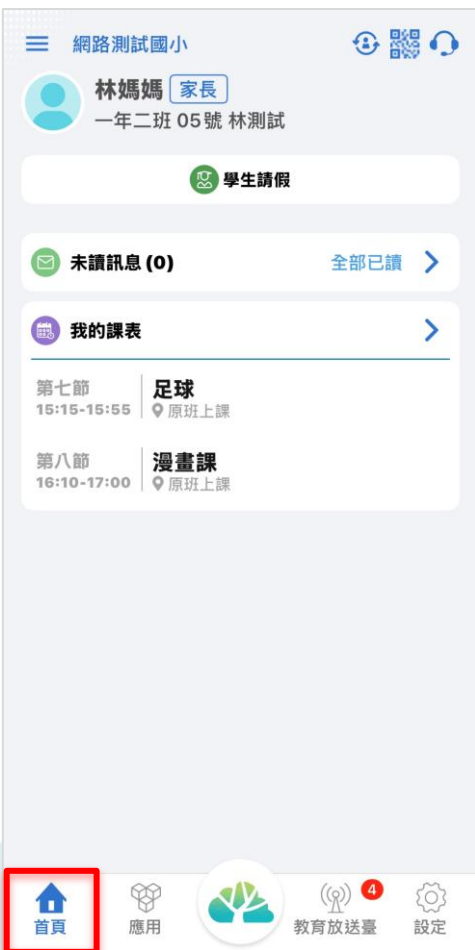 網路測試國小
林媽媽 家長
一年二班 05號 林測試
學生請假
未讀訊息 (0) 全部已讀
我的課表
第七節 足球
15:15-15:55 原班上課
第八節 漫畫課
16:10-17:00 原班上課
4
首頁 應用 教育放送臺 設定